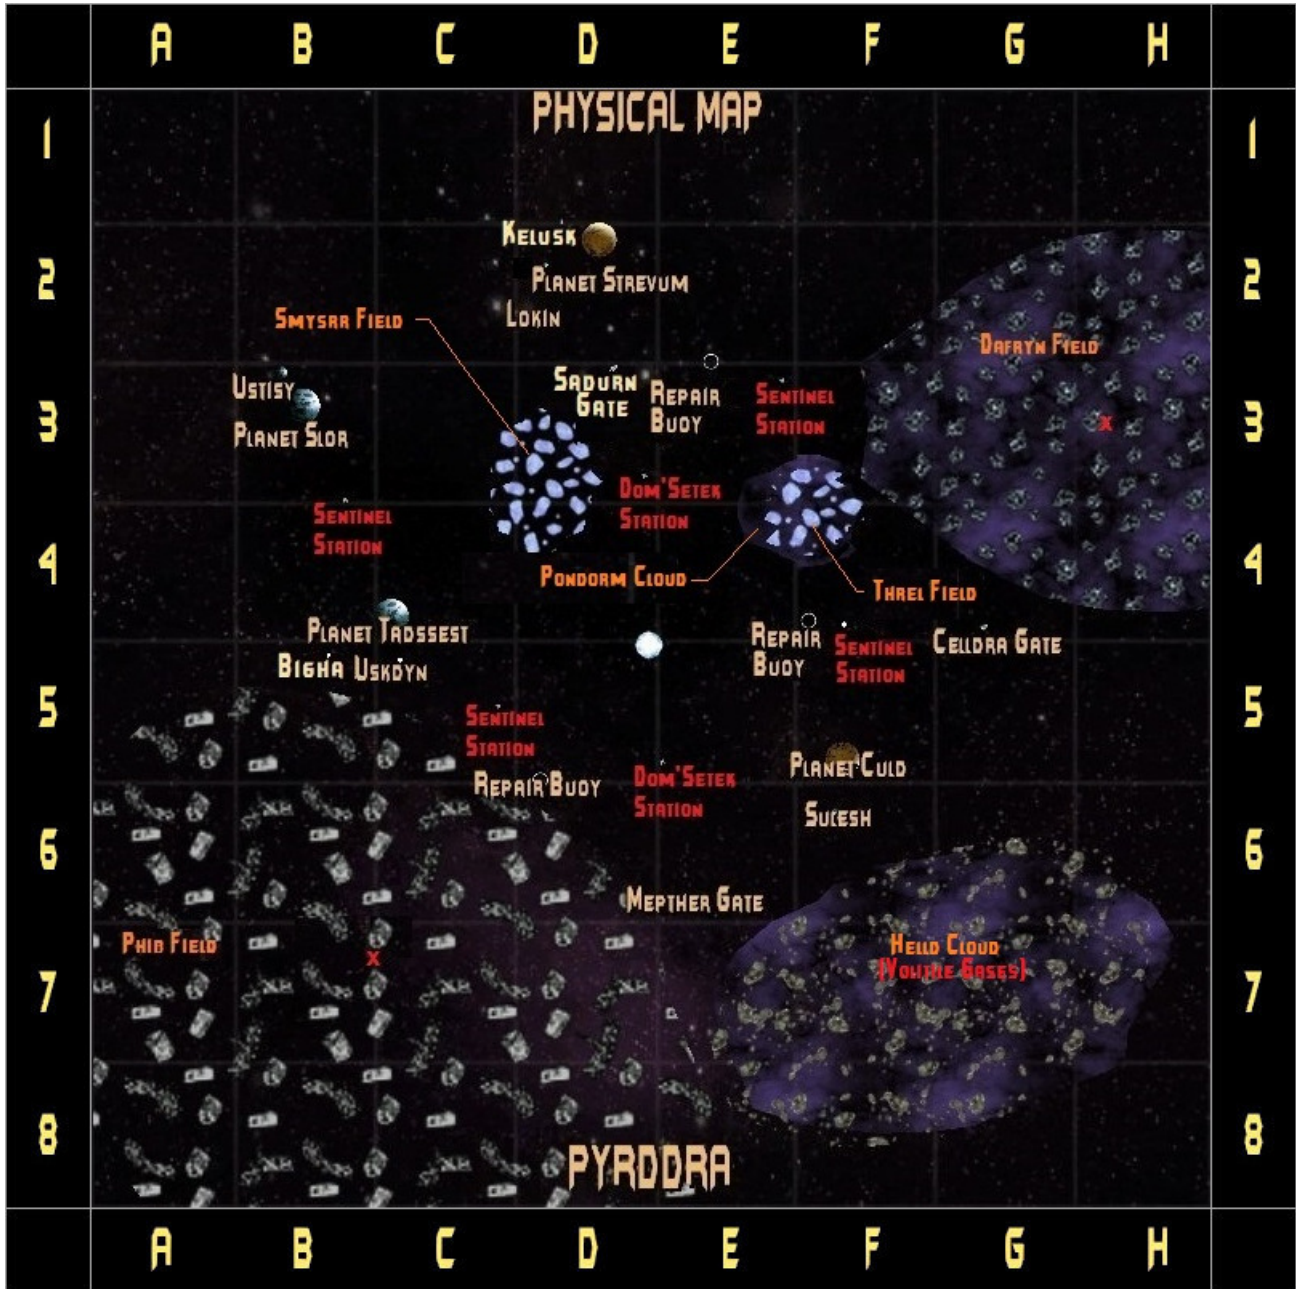 A B C D E F G H
PHYSICAL MAP
1 1
Kelusk
2 2
Planet Strevum
Smysrr Field
Lokin
Dafryn Field
Ustisy
Sadurn
Gate
Repair
Buoy
Sentinel
Station
3 x 3
Planet Slor
Dom'Setek
Station
Sentinel
Station
4 4
Pondorm Cloud
Threl Field
Planet Tadssest
Repair
Buoy
Sentinel
Station
Celldra Gate
Bigha Uskdyn
5 5
Sentinel
Station
Planet Culd
Repair Buoy
Dom'Setek
Station
Sucesh
6 6
Mepther Gate
Phib Field
x
Hello Cloud
(Volitle Gases)
7 7
8 8
PYRDDRA
A B C D E F G H